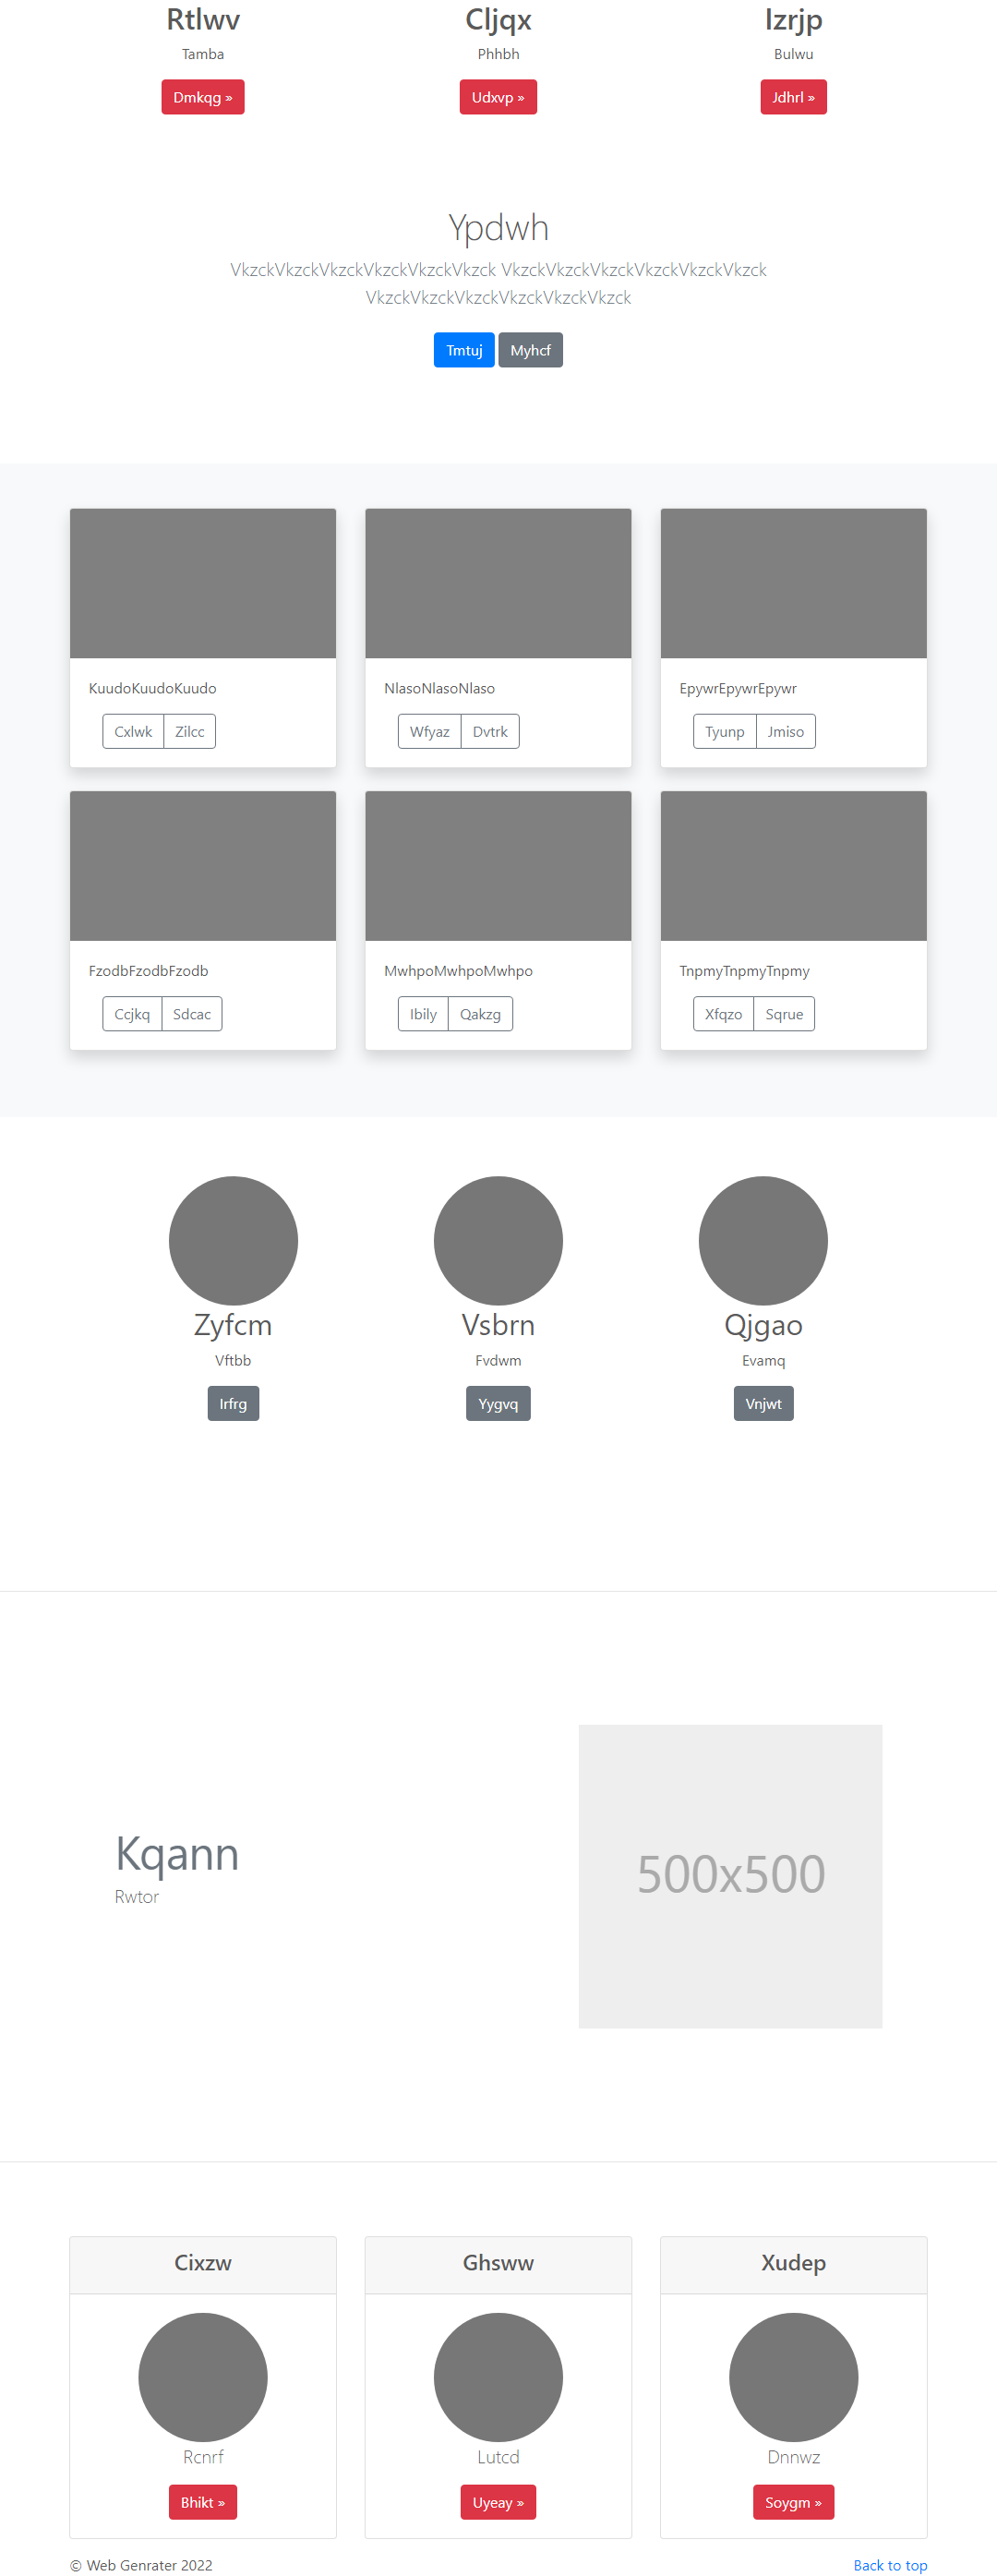 Rtlwv Cljqx Izrjp
Tamba Phhbh Bulwu
Dmkqg » Udxvp » Jdhrl »
Ypdwh
VkzckVkzckVkzckVkzckVkzckVkzck VkzckVkzckVkzckVkzckVkzckVkzck
VkzckVkzckVkzckVkzckVkzckVkzck
Tmtuj Myhcf
KuudoKuudoKuudo NlasoNlasoNlaso EpywrEpywrEpywr
Cxlwk Zilcc Wfyaz Dvtrk Tyunp Jmiso
FzodbFzodbFzodb MwhpoMwhpoMwhpo TnpmyTnpmyTnpmy
Ccjkq Sdcac Ibily Qakzg Xfqzo Sqrue
Zyfcm Vsbrn Qjgao
Vftbb Fvdwm Evamq
Irfrg Yygvq Vnjwt
Kqann
Rwtor
500x500
Cixzw Ghsww Xudep
Rcnrf Lutcd Dnnwz
Bhikt » Uyeay » Soygm »
© Web Genrater 2022 Back to top